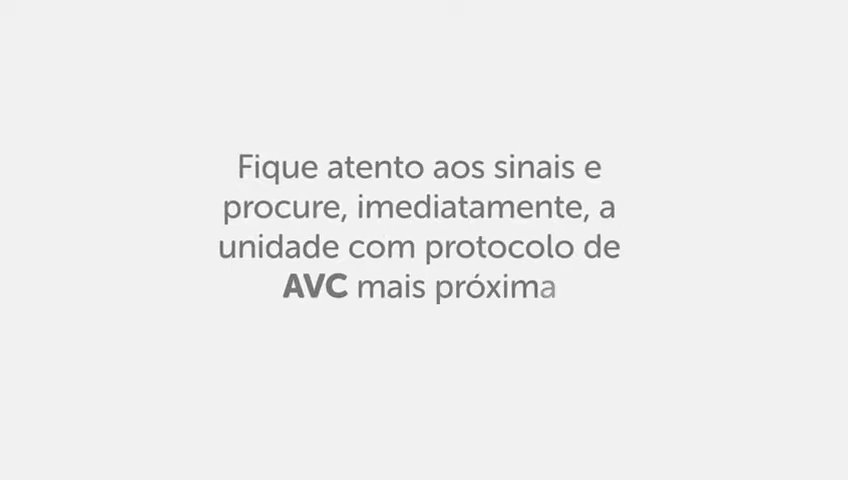 Fique atento aos sinais e
procure, imediatamente, a
unidade com protocolo de
AVC mais próxima